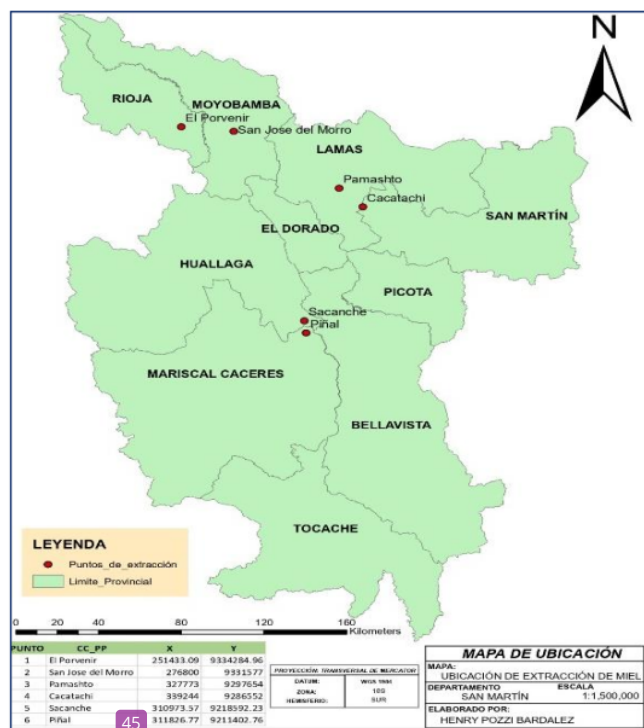 N
RIOJA
MOYOBAMBA
El Porvenir
San Jose del Morro
LAMAS
Pamashto
Cacatachi
SAN MARTÍN
EL DORADO
HUALLAGA
PICOTA
Sacanche
Piñal
MARISCAL CACERES
BELLAVISTA
TOCACHE
LEYENDA
Puntos_de_extracción
Limite_Provincial
0 20 40 80 120 160
Kilometers
PUNTO CC_PP X Y
1 El Porvenir 251433.09 9334284.96
2 San Jose del Morro 276800 9331577
3 Pamashto 327773 9297654
4 Cacatachi 339244 9286552
5 Sacanche 310973.57 9218592.23
6 Piñal 311826.77 9211402.76
45
PROYECCIÓN: TRANSVERSAL DE MERCATOR
DATUM: WGS 1984
ZONA: 18S
HEMISFERIO: SUR
MAPA DE UBICACIÓN
MAPA:
UBICACIÓN DE EXTRACCIÓN DE MIEL
DEPARTAMENTO ESCALA
SAN MARTÍN 1:1,500,000
ELABORADO POR:
HENRY POZZI BARDALEZ